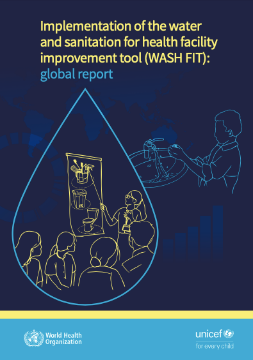 Implementation of the water
and sanitation for health facility
improvement tool (WASH FIT):
global report
World Health
Organization
unicef
for every child